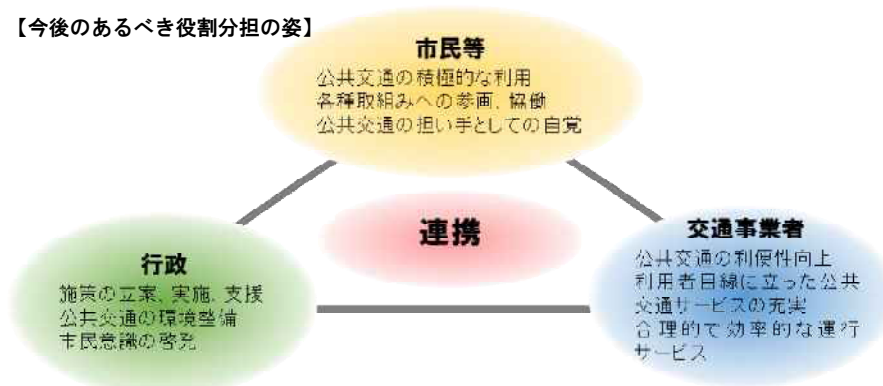 【今後のあるべき役割分担の姿】
市民等
公共交通の積極的な利用
各種取組みへの参画、協働
公共交通の担い手としての自覚
連携
行政
施策の立案、実施、支援
公共交通の環境整備
市民意識の啓発
交通事業者
公共交通の利便性向上
利用者目線に立った公共
交通サービスの充実
合理的で効率的な運行
サービス